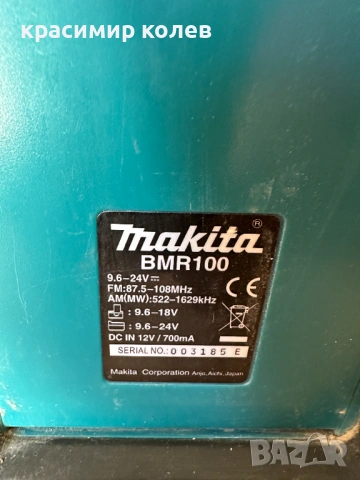 красимир колев
makita®
BMR100
9.6-24V⎓
FM:87.5-108MHz
AM(MW):522-1629kHz
CE
: 9.6-18V
: 9.6-24V
DC IN 12V/700mA
SERIAL NO.: 003185 E
Makita Corporation Anjo, Aichi, Japan
BAZAR